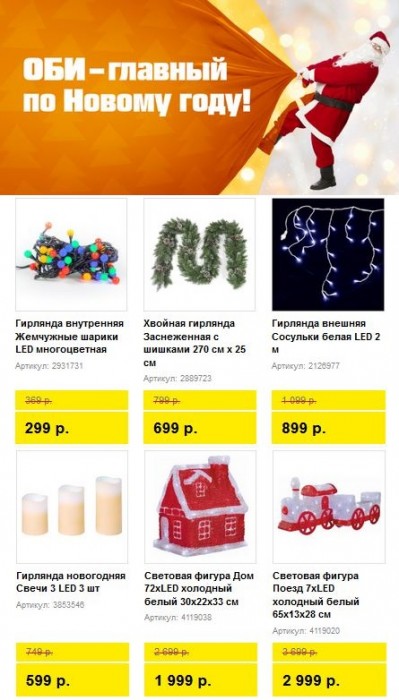 ОБИ – главный
по Новому году!
Гирлянда внутренняя
Жемчужные шарики
LED многоцветная
Артикул: 2931731
369 р.
299 р.
Хвойная гирлянда
Заснеженная с
шишками 270 см х 25
см
Артикул: 2889723
799 р.
699 р.
Гирлянда внешняя
Сосульки белая LED 2
м
Артикул: 2126977
1 099 р.
899 р.
Гирлянда новогодняя
Свечи 3 LED 3 шт
Артикул: 3853546
749 р.
599 р.
Световая фигура Дом
72xLED холодный
белый 30х22х33 см
Артикул: 4119038
2 699 р.
1 999 р.
Световая фигура
Поезд 7xLED
холодный белый
65х13х28 см
Артикул: 4119020
3 699 р.
2 999 р.